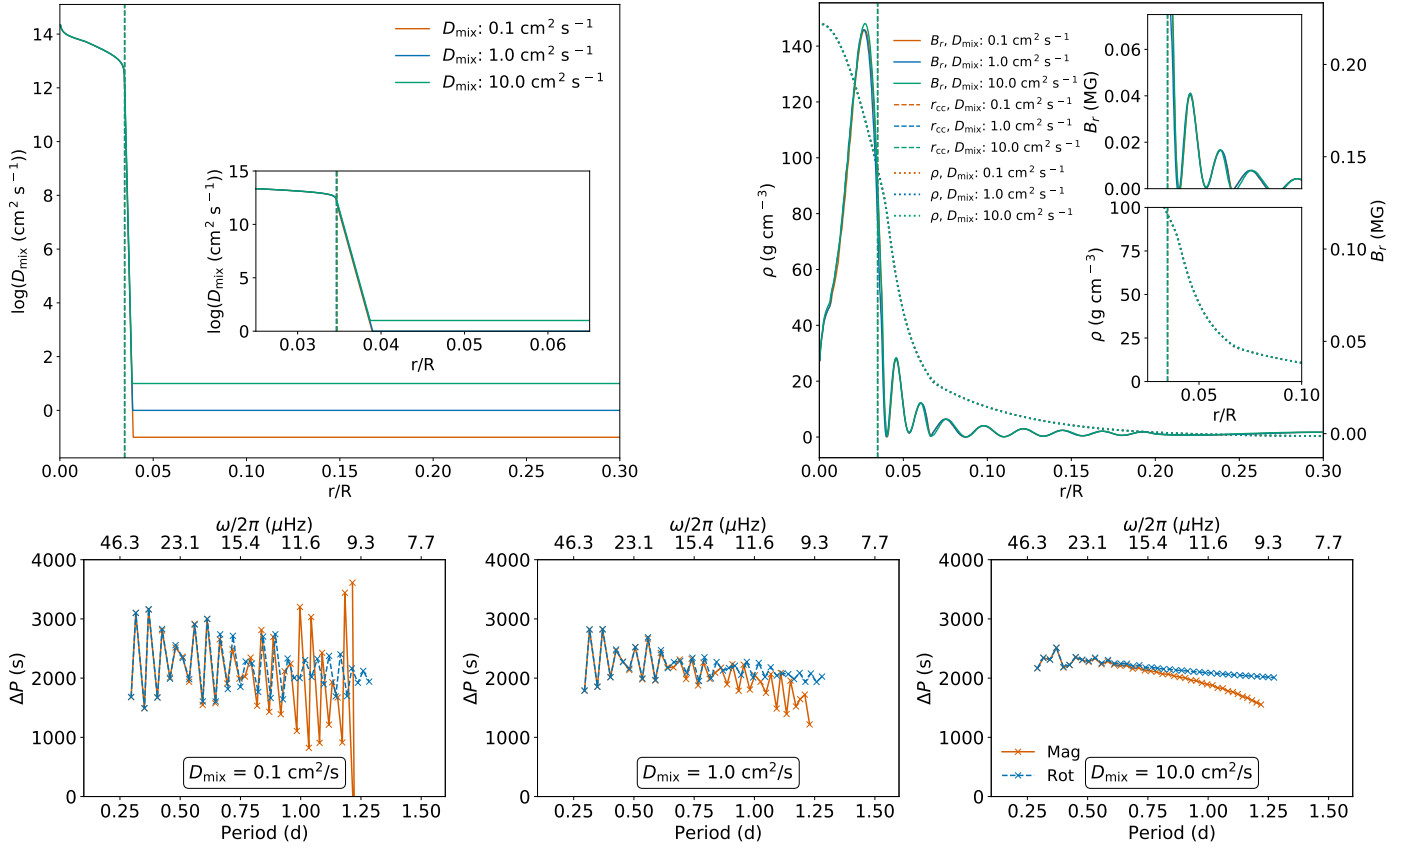 14
12
10
8
6
4
2
0
log(D_mix (cm² s⁻¹))
0.00
0.05
0.10
0.15
0.20
0.25
0.30
r/R
D_mix: 0.1 cm² s⁻¹
D_mix: 1.0 cm² s⁻¹
D_mix: 10.0 cm² s⁻¹
15
10
5
0
log(D_mix (cm² s⁻¹))
0.03
0.04
0.05
0.06
r/R
140
120
100
80
60
40
20
0
ρ (g cm⁻³)
0.00
0.05
0.10
0.15
0.20
0.25
0.30
r/R
B_r, D_mix: 0.1 cm² s⁻¹
B_r, D_mix: 1.0 cm² s⁻¹
B_r, D_mix: 10.0 cm² s⁻¹
r_cc, D_mix: 0.1 cm² s⁻¹
r_cc, D_mix: 1.0 cm² s⁻¹
r_cc, D_mix: 10.0 cm² s⁻¹
ρ, D_mix: 0.1 cm² s⁻¹
ρ, D_mix: 1.0 cm² s⁻¹
ρ, D_mix: 10.0 cm² s⁻¹
0.06
0.04
0.02
0.00
B_r (MG)
100
75
50
25
0
ρ (g cm⁻³)
0.05
0.10
r/R
0.20
0.15
0.10
0.05
0.00
B_r (MG)
ω/2π (μHz)
46.3
23.1
15.4
11.6
9.3
7.7
4000
3000
2000
1000
0
ΔP (s)
D_mix = 0.1 cm²/s
0.25
0.50
0.75
1.00
1.25
1.50
Period (d)
ω/2π (μHz)
46.3
23.1
15.4
11.6
9.3
7.7
4000
3000
2000
1000
0
ΔP (s)
D_mix = 1.0 cm²/s
0.25
0.50
0.75
1.00
1.25
1.50
Period (d)
ω/2π (μHz)
46.3
23.1
15.4
11.6
9.3
7.7
4000
3000
2000
1000
0
ΔP (s)
Mag
Rot
D_mix = 10.0 cm²/s
0.25
0.50
0.75
1.00
1.25
1.50
Period (d)